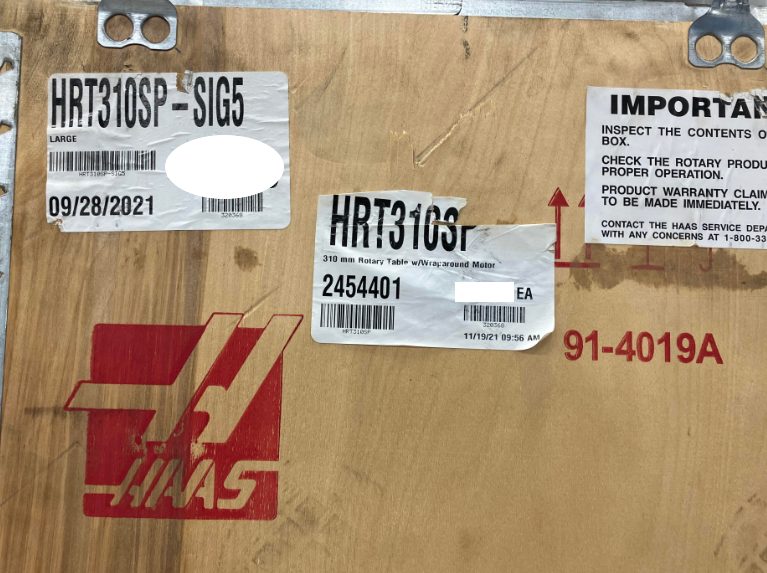 HRT310SP-SIG5
LARGE
HRT310SP-SIG5
09/28/2021
320368
HRT310SP
310 mm Rotary Table w/Wraparound Motor
2454401
EA
HRT310SP
320368
11/19/21 09:56 AM
IMPORTAN
INSPECT THE CONTENTS O
BOX.
CHECK THE ROTARY PRODU
PROPER OPERATION.
PRODUCT WARRANTY CLAIM
TO BE MADE IMMEDIATELY.
CONTACT THE HAAS SERVICE DEPA
WITH ANY CONCERNS AT 1-800-33
91-4019A
HAAS